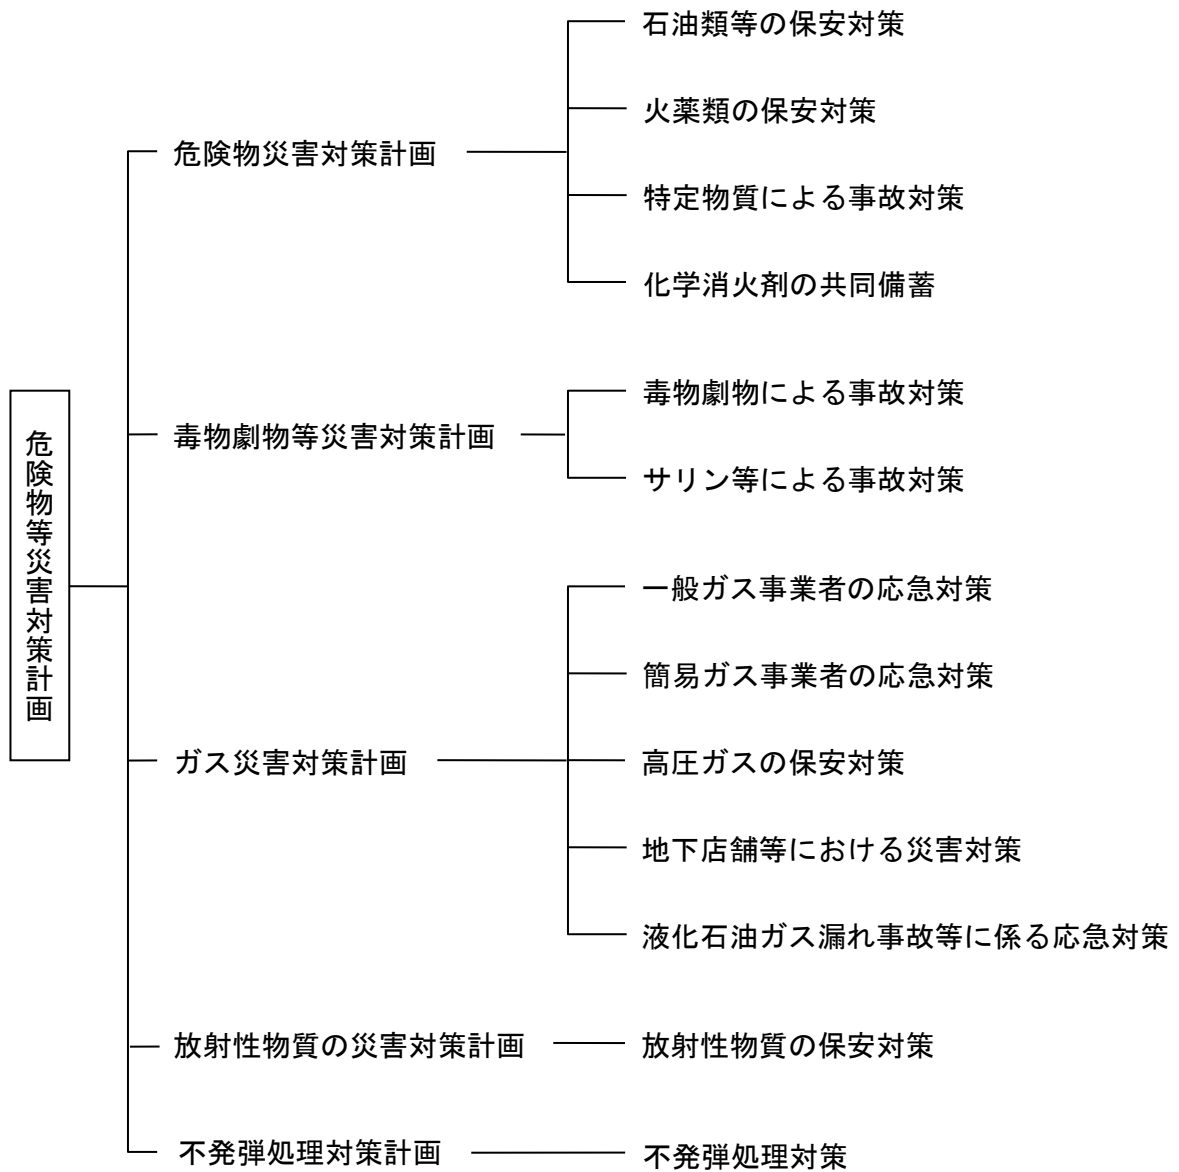 危険物等災害対策計画
危険物災害対策計画
石油類等の保安対策
火薬類の保安対策
特定物質による事故対策
化学消火剤の共同備蓄
毒物劇物等災害対策計画
毒物劇物による事故対策
サリン等による事故対策
ガス災害対策計画
一般ガス事業者の応急対策
簡易ガス事業者の応急対策
高圧ガスの保安対策
地下店舗等における災害対策
液化石油ガス漏れ事故等に係る応急対策
放射性物質の災害対策計画
放射性物質の保安対策
不発弾処理対策計画
不発弾処理対策